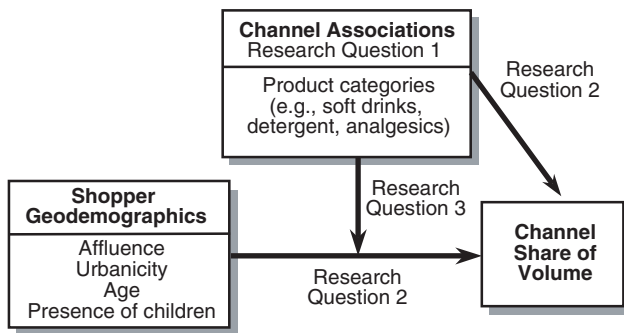 Channel Associations
Research Question 1
Product categories
(e.g., soft drinks,
detergent, analgesics)
Research
Question 2
Shopper
Geodemographics
Affluence
Urbanicity
Age
Presence of children
Research
Question 3
Research
Question 2
Channel
Share of
Volume